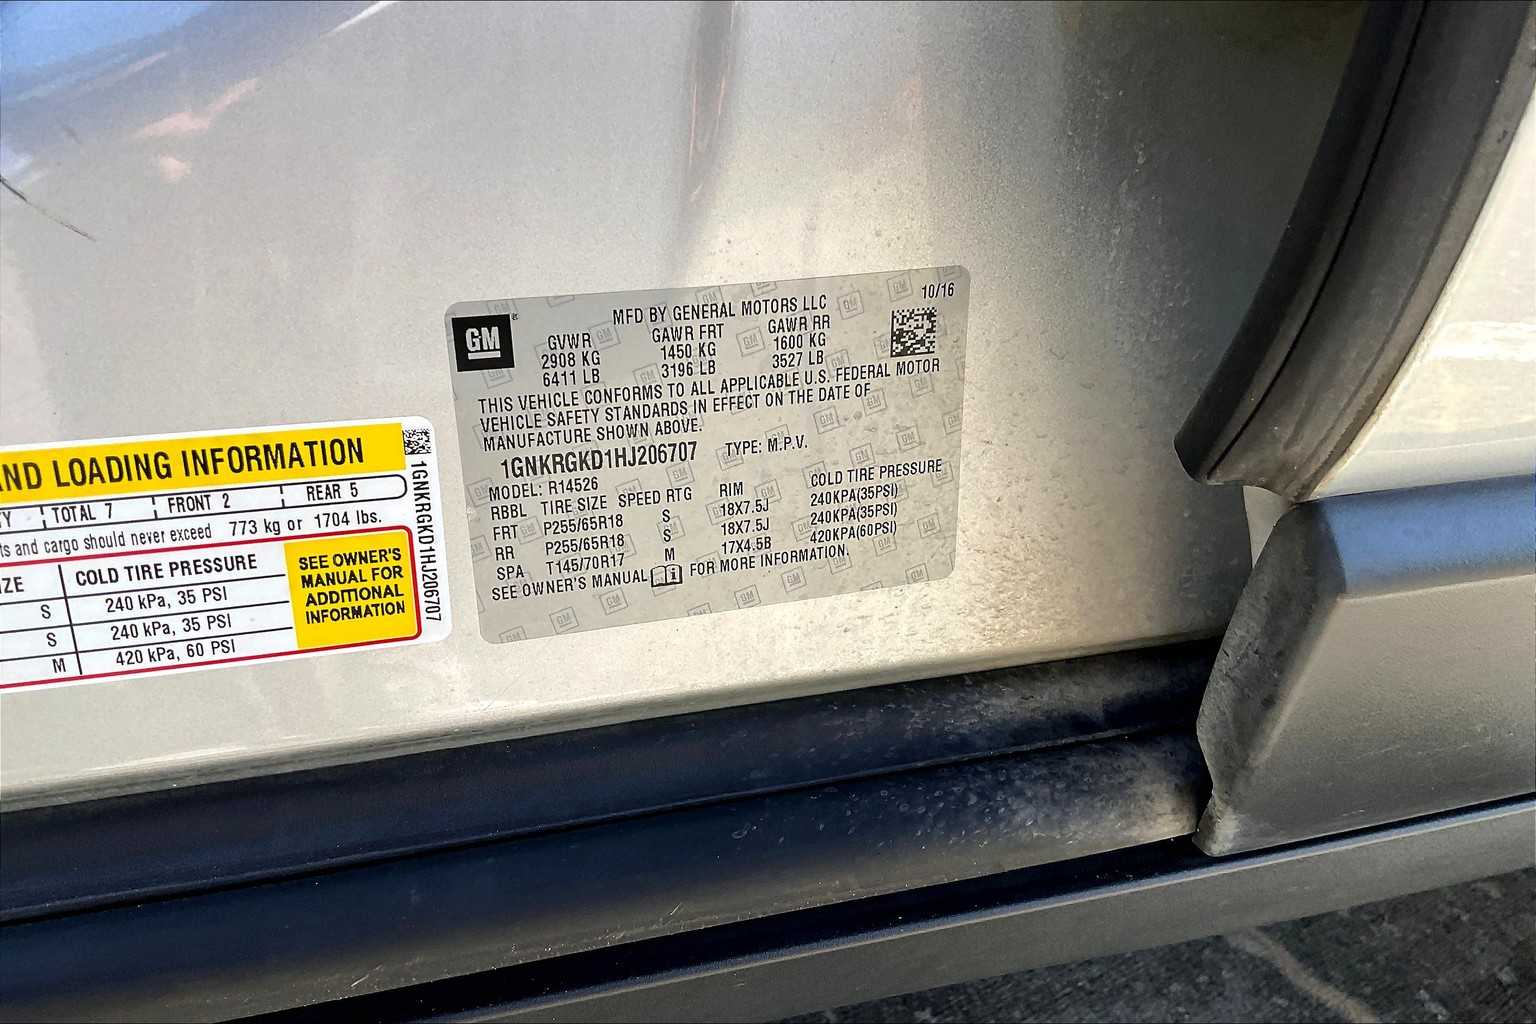 GM
MFD BY GENERAL MOTORS LLC
10/16
GVWR GAWR FRT GAWR RR
2908 KG 1450 KG 1600 KG
6411 LB 3196 LB 3527 LB
THIS VEHICLE CONFORMS TO ALL APPLICABLE U.S. FEDERAL MOTOR
VEHICLE SAFETY STANDARDS IN EFFECT ON THE DATE OF
MANUFACTURE SHOWN ABOVE.
1GNKRGKD1HJ206707 TYPE: M.P.V.
MODEL: R14526
RBBL TIRE SIZE SPEED RTG RIM COLD TIRE PRESSURE
FRT P255/65R18 S 18X7.5J 240KPA(35PSI)
RR P255/65R18 S 18X7.5J 240KPA(35PSI)
SPA T145/70R17 M 17X4.5B 420KPA(60PSI)
SEE OWNER'S MANUAL FOR MORE INFORMATION.
ND LOADING INFORMATION
Y TOTAL 7 FRONT 2 REAR 5
ts and cargo should never exceed 773 kg or 1704 lbs.
ZE COLD TIRE PRESSURE
S 240 kPa, 35 PSI
S 240 kPa, 35 PSI
M 420 kPa, 60 PSI
SEE OWNER'S
MANUAL FOR
ADDITIONAL
INFORMATION
1GNKRGKD1HJ206707